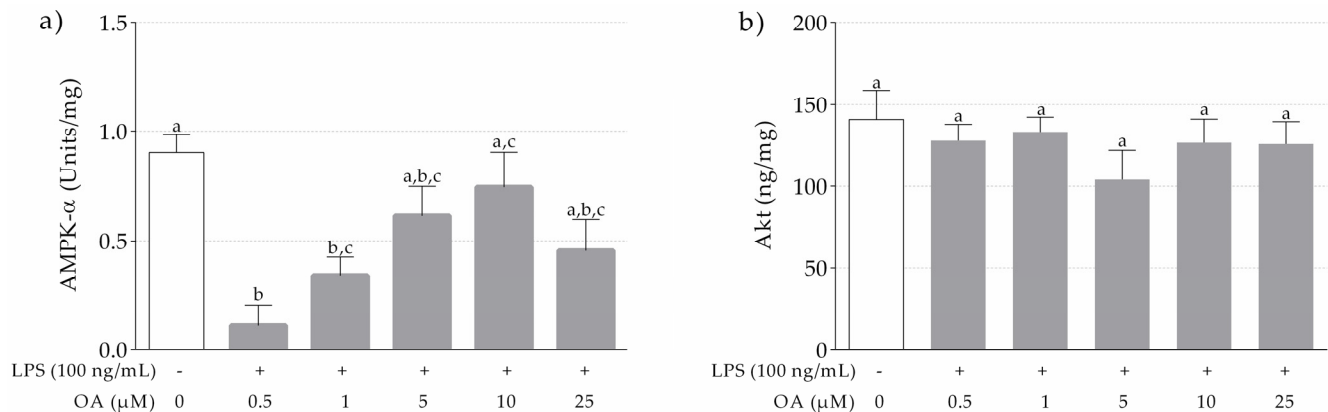 a)
AMPK-α (Units/mg)
1.5
1.0
0.5
0.0
a
b
b,c
a,b,c
a,c
a,b,c
LPS (100 ng/mL) - + + + + +
OA (μM) 0 0.5 1 5 10 25
b)
Akt (ng/mg)
200
150
100
50
0
a
a
a
a
a
a
LPS (100 ng/mL) - + + + + +
OA (μM) 0 0.5 1 5 10 25